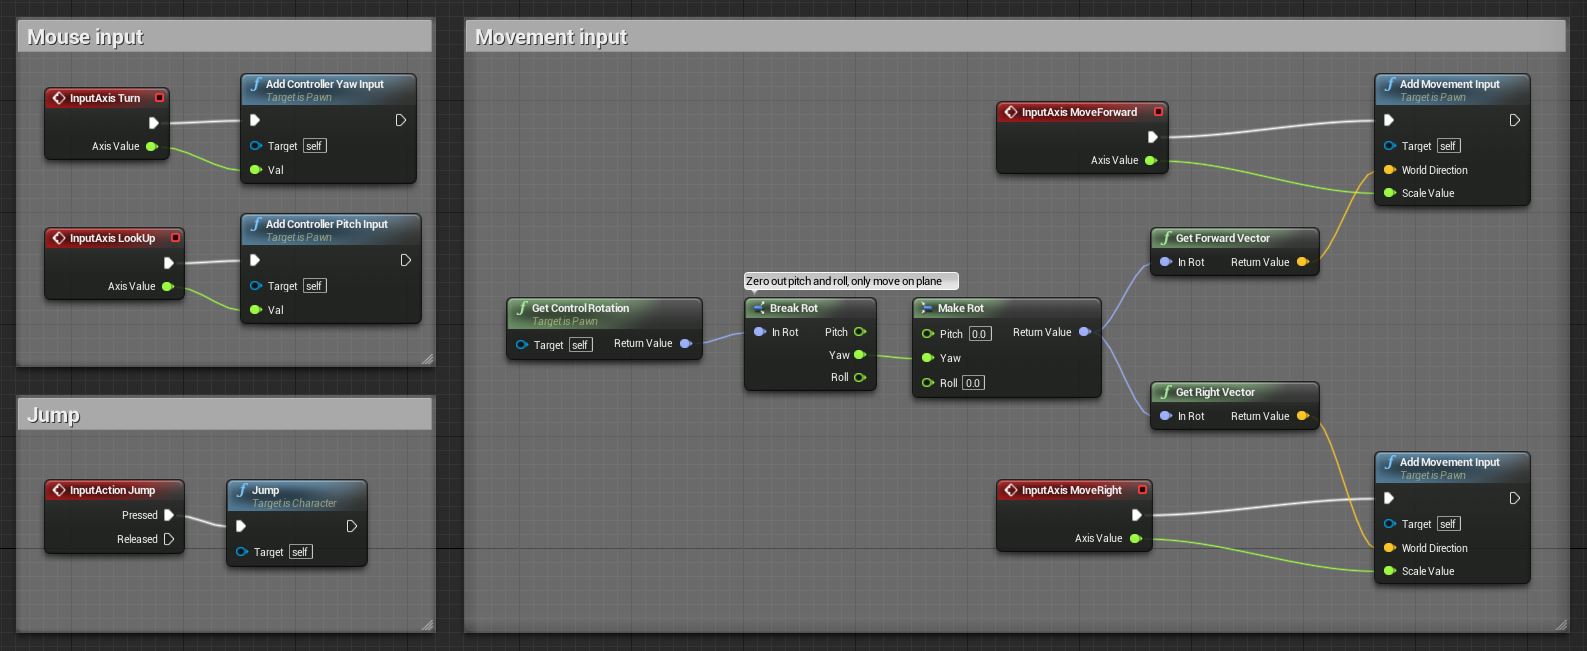 Mouse input
InputAxis Turn
Axis Value
Add Controller Yaw Input
Target is Pawn
Target self
Val
InputAxis LookUp
Axis Value
Add Controller Pitch Input
Target is Pawn
Target self
Val
Jump
InputAction Jump
Pressed
Released
Jump
Target is Character
Target self
Movement input
InputAxis MoveForward
Axis Value
Add Movement Input
Target is Pawn
Target self
World Direction
Scale Value
Get Forward Vector
In Rot Return Value
Zero out pitch and roll, only move on plane
Get Control Rotation
Target is Pawn
Target self Return Value
Break Rot
In Rot Pitch
Yaw
Roll
Make Rot
Pitch 0.0 Return Value
Yaw
Roll 0.0
Get Right Vector
In Rot Return Value
InputAxis MoveRight
Axis Value
Add Movement Input
Target is Pawn
Target self
World Direction
Scale Value